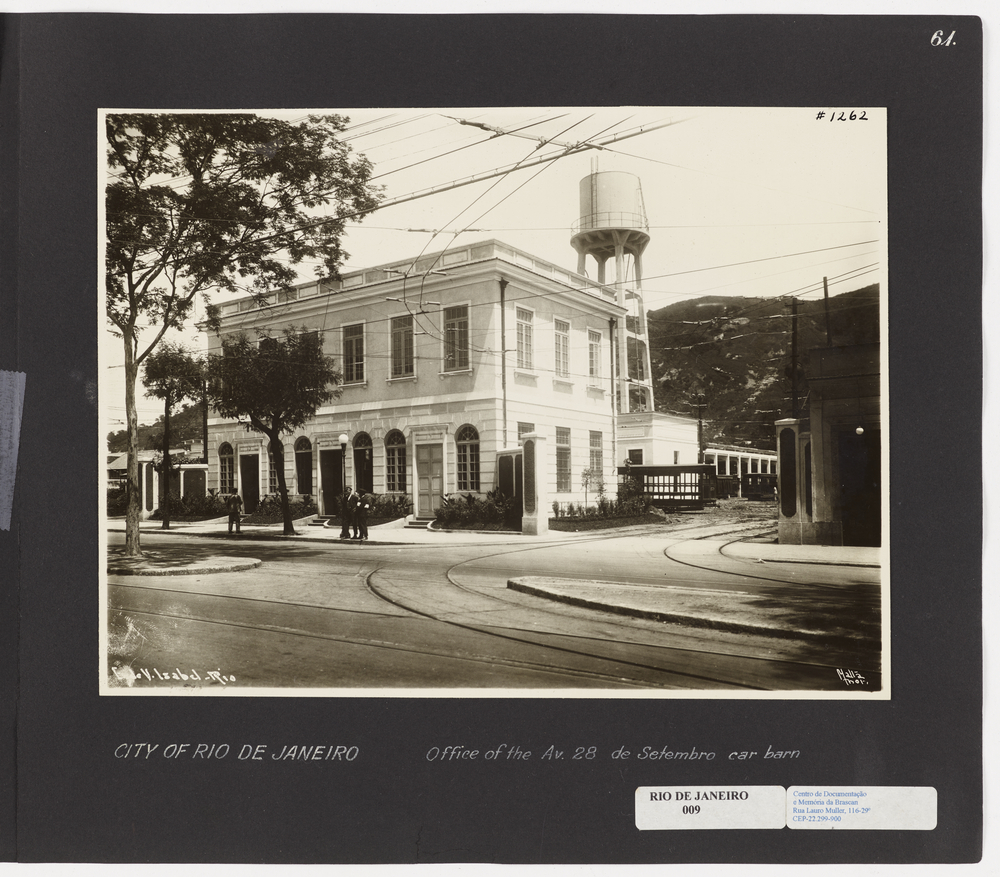 61.
#1262
V. Izabel - Rio
Malta
CITY OF RIO DE JANEIRO
Office of the Av. 28 de Setembro car barn
RIO DE JANEIRO
009
Centro de Documentação
e Memória da Brascan
Rua Lauro Muller, 116-29º
CEP-22.299-900